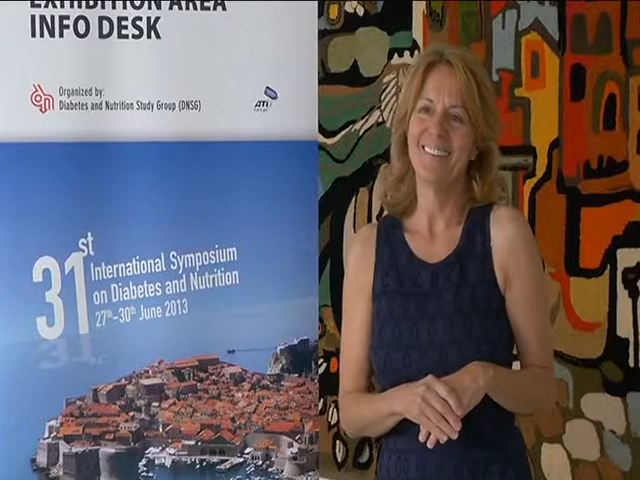 EXHIBITION AREA
INFO DESK
Organized by:
Diabetes and Nutrition Study Group (DNSG)
ATI
31st
International Symposium
on Diabetes and Nutrition
27th-30th June 2013